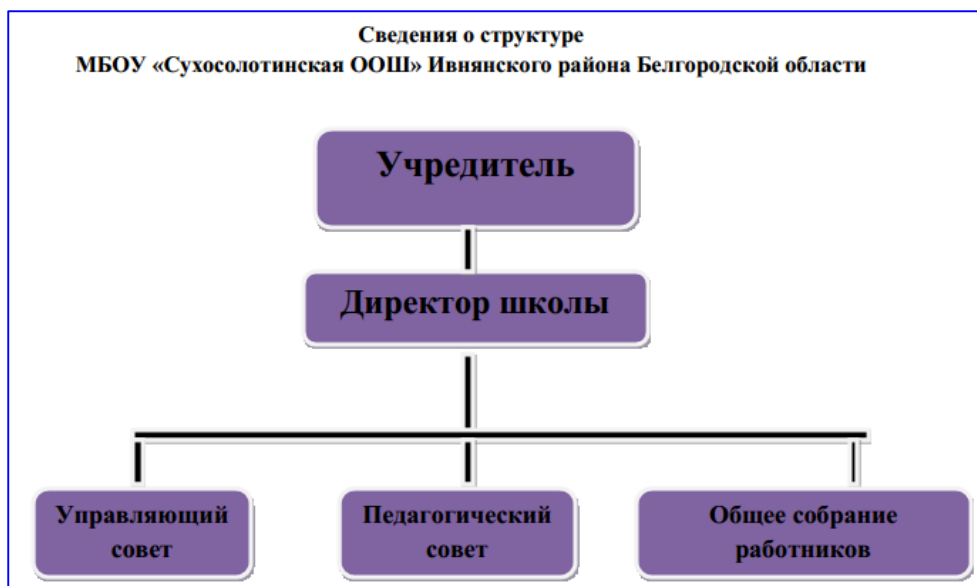 Сведения о структуре
МБОУ «Сухосолотинская ООШ» Ивнянского района Белгородской области
Учредитель
Директор школы
Управляющий
совет
Педагогический
совет
Общее собрание
работников